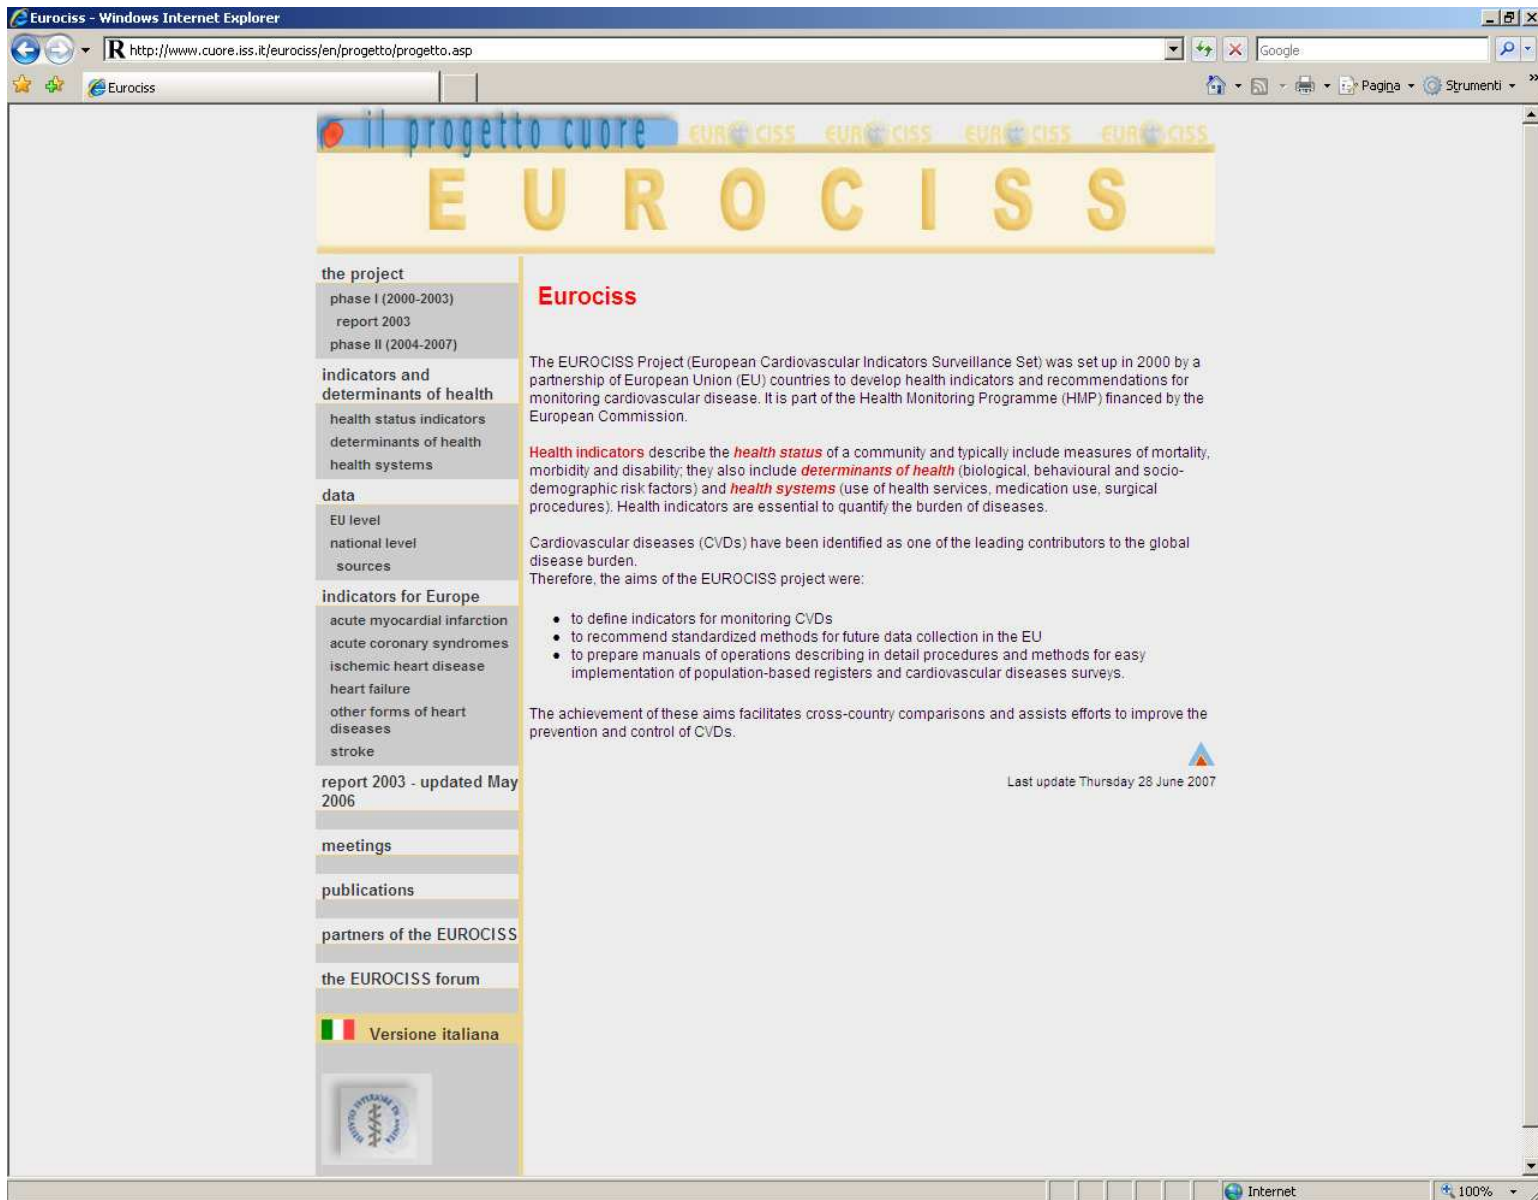 Eurociss - Windows Internet Explorer
R http://www.cuore.iss.it/eurociss/en/progetto/progetto.asp
Google
Eurociss
Pagina
Strumenti
il progetto cuore EUROCISS EUROCISS EUROCISS EUROCISS
EUROCISS
the project
phase I (2000-2003)
report 2003
phase II (2004-2007)
indicators and
determinants of health
health status indicators
determinants of health
health systems
data
EU level
national level
sources
indicators for Europe
acute myocardial infarction
acute coronary syndromes
ischemic heart disease
heart failure
other forms of heart
diseases
stroke
report 2003 - updated May
2006
meetings
publications
partners of the EUROCISS
the EUROCISS forum
Versione italiana
Eurociss
The EUROCISS Project (European Cardiovascular Indicators Surveillance Set) was set up in 2000 by a
partnership of European Union (EU) countries to develop health indicators and recommendations for
monitoring cardiovascular disease. It is part of the Health Monitoring Programme (HMP) financed by the
European Commission.
Health indicators describe the health status of a community and typically include measures of mortality,
morbidity and disability; they also include determinants of health (biological, behavioural and socio-
demographic risk factors) and health systems (use of health services, medication use, surgical
procedures). Health indicators are essential to quantify the burden of diseases.
Cardiovascular diseases (CVDs) have been identified as one of the leading contributors to the global
disease burden.
Therefore, the aims of the EUROCISS project were:
• to define indicators for monitoring CVDs
• to recommend standardized methods for future data collection in the EU
• to prepare manuals of operations describing in detail procedures and methods for easy
implementation of population-based registers and cardiovascular diseases surveys.
The achievement of these aims facilitates cross-country comparisons and assists efforts to improve the
prevention and control of CVDs.
Last update Thursday 28 June 2007
Internet
100%